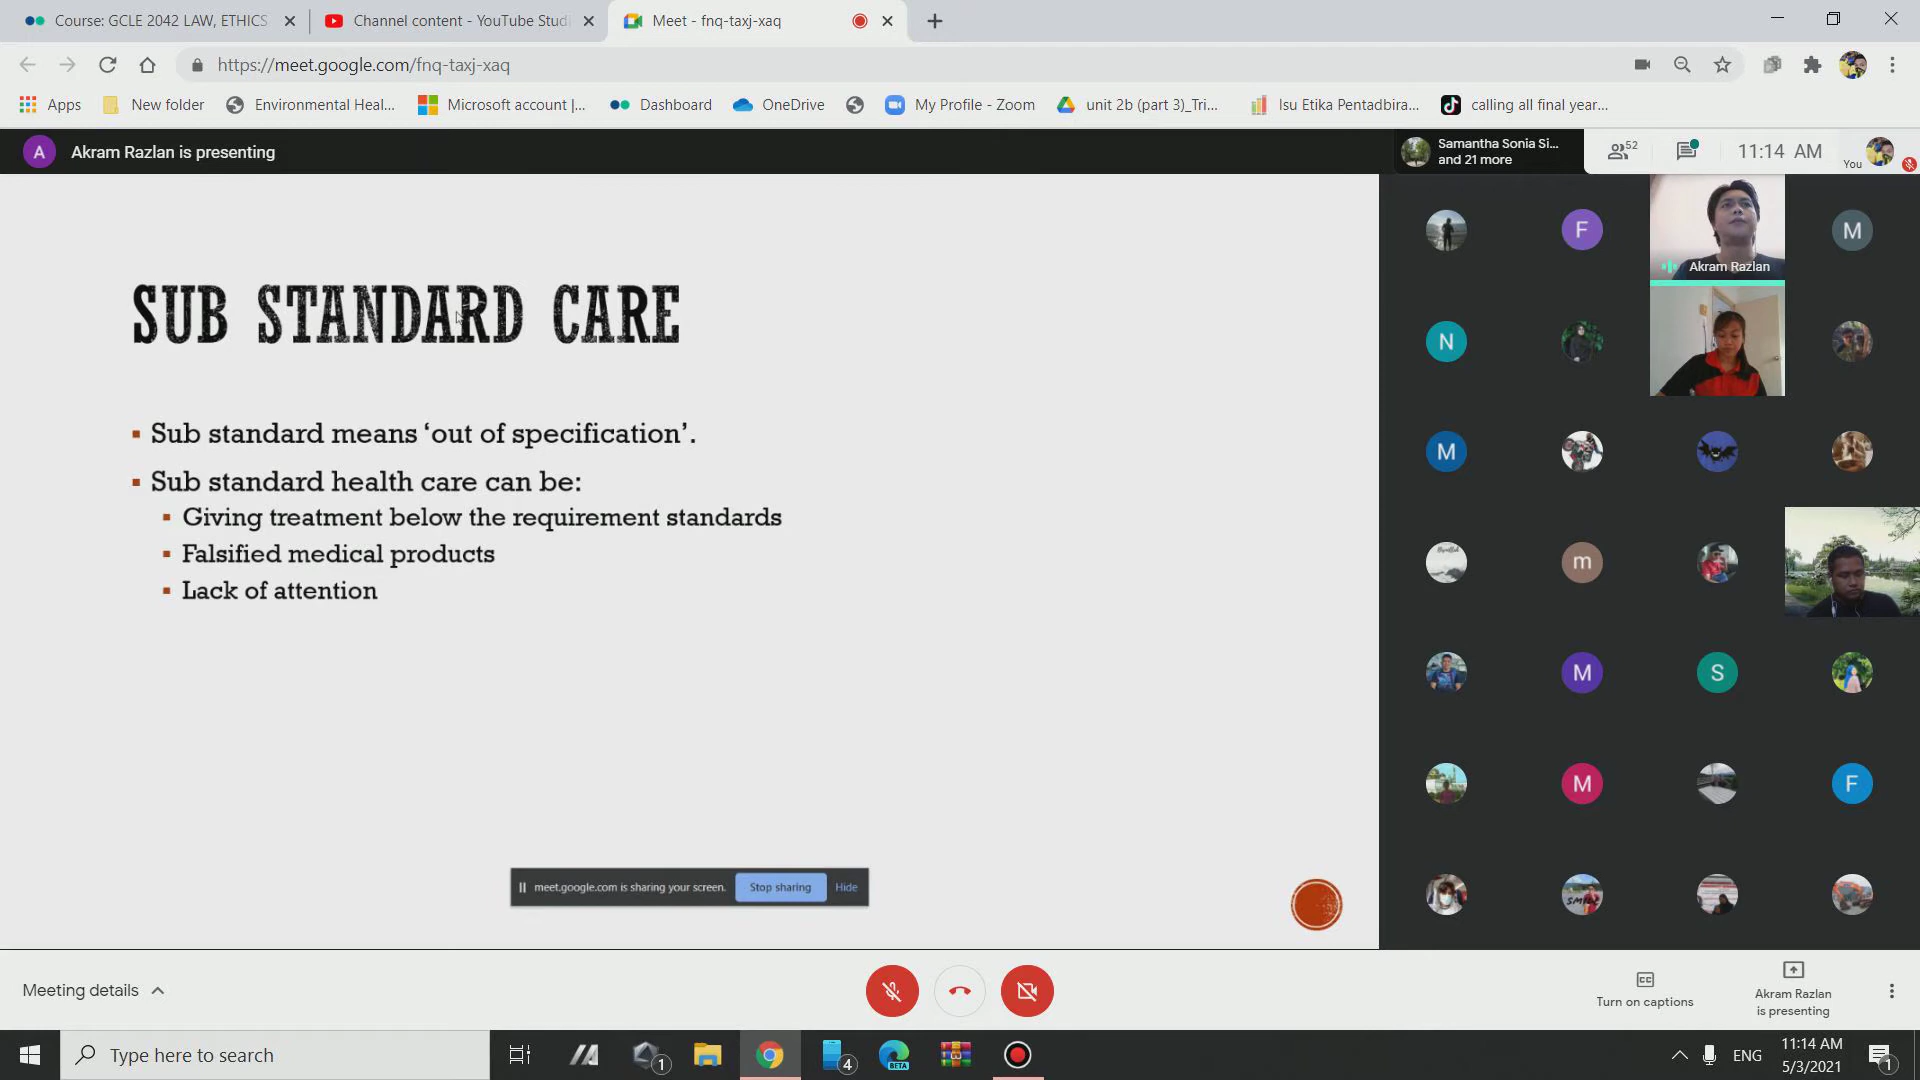 Course: GCLE 2042 LAW, ETHICS
Channel content - YouTube Studi
Meet - fnq-taxj-xaq
https://meet.google.com/fnq-taxj-xaq
Apps
New folder
Environmental Heal...
Microsoft account |...
Dashboard
OneDrive
My Profile - Zoom
unit 2b (part 3)_Tri...
Isu Etika Pentadbira...
calling all final year...
A
Akram Razlan is presenting
Samantha Sonia Si...
and 21 more
52
11:14 AM
You
F
Akram Razlan
M
SUB STANDARD CARE
N
Sub standard means ‘out of specification’.
M
Sub standard health care can be:
Giving treatment below the requirement standards
Falsified medical products
m
Lack of attention
M
S
M
F
meet.google.com is sharing your screen.
Stop sharing
Hide
SMILE
Meeting details
Turn on captions
Akram Razlan
is presenting
Type here to search
1
4
BETA
ENG
11:14 AM
5/3/2021
1